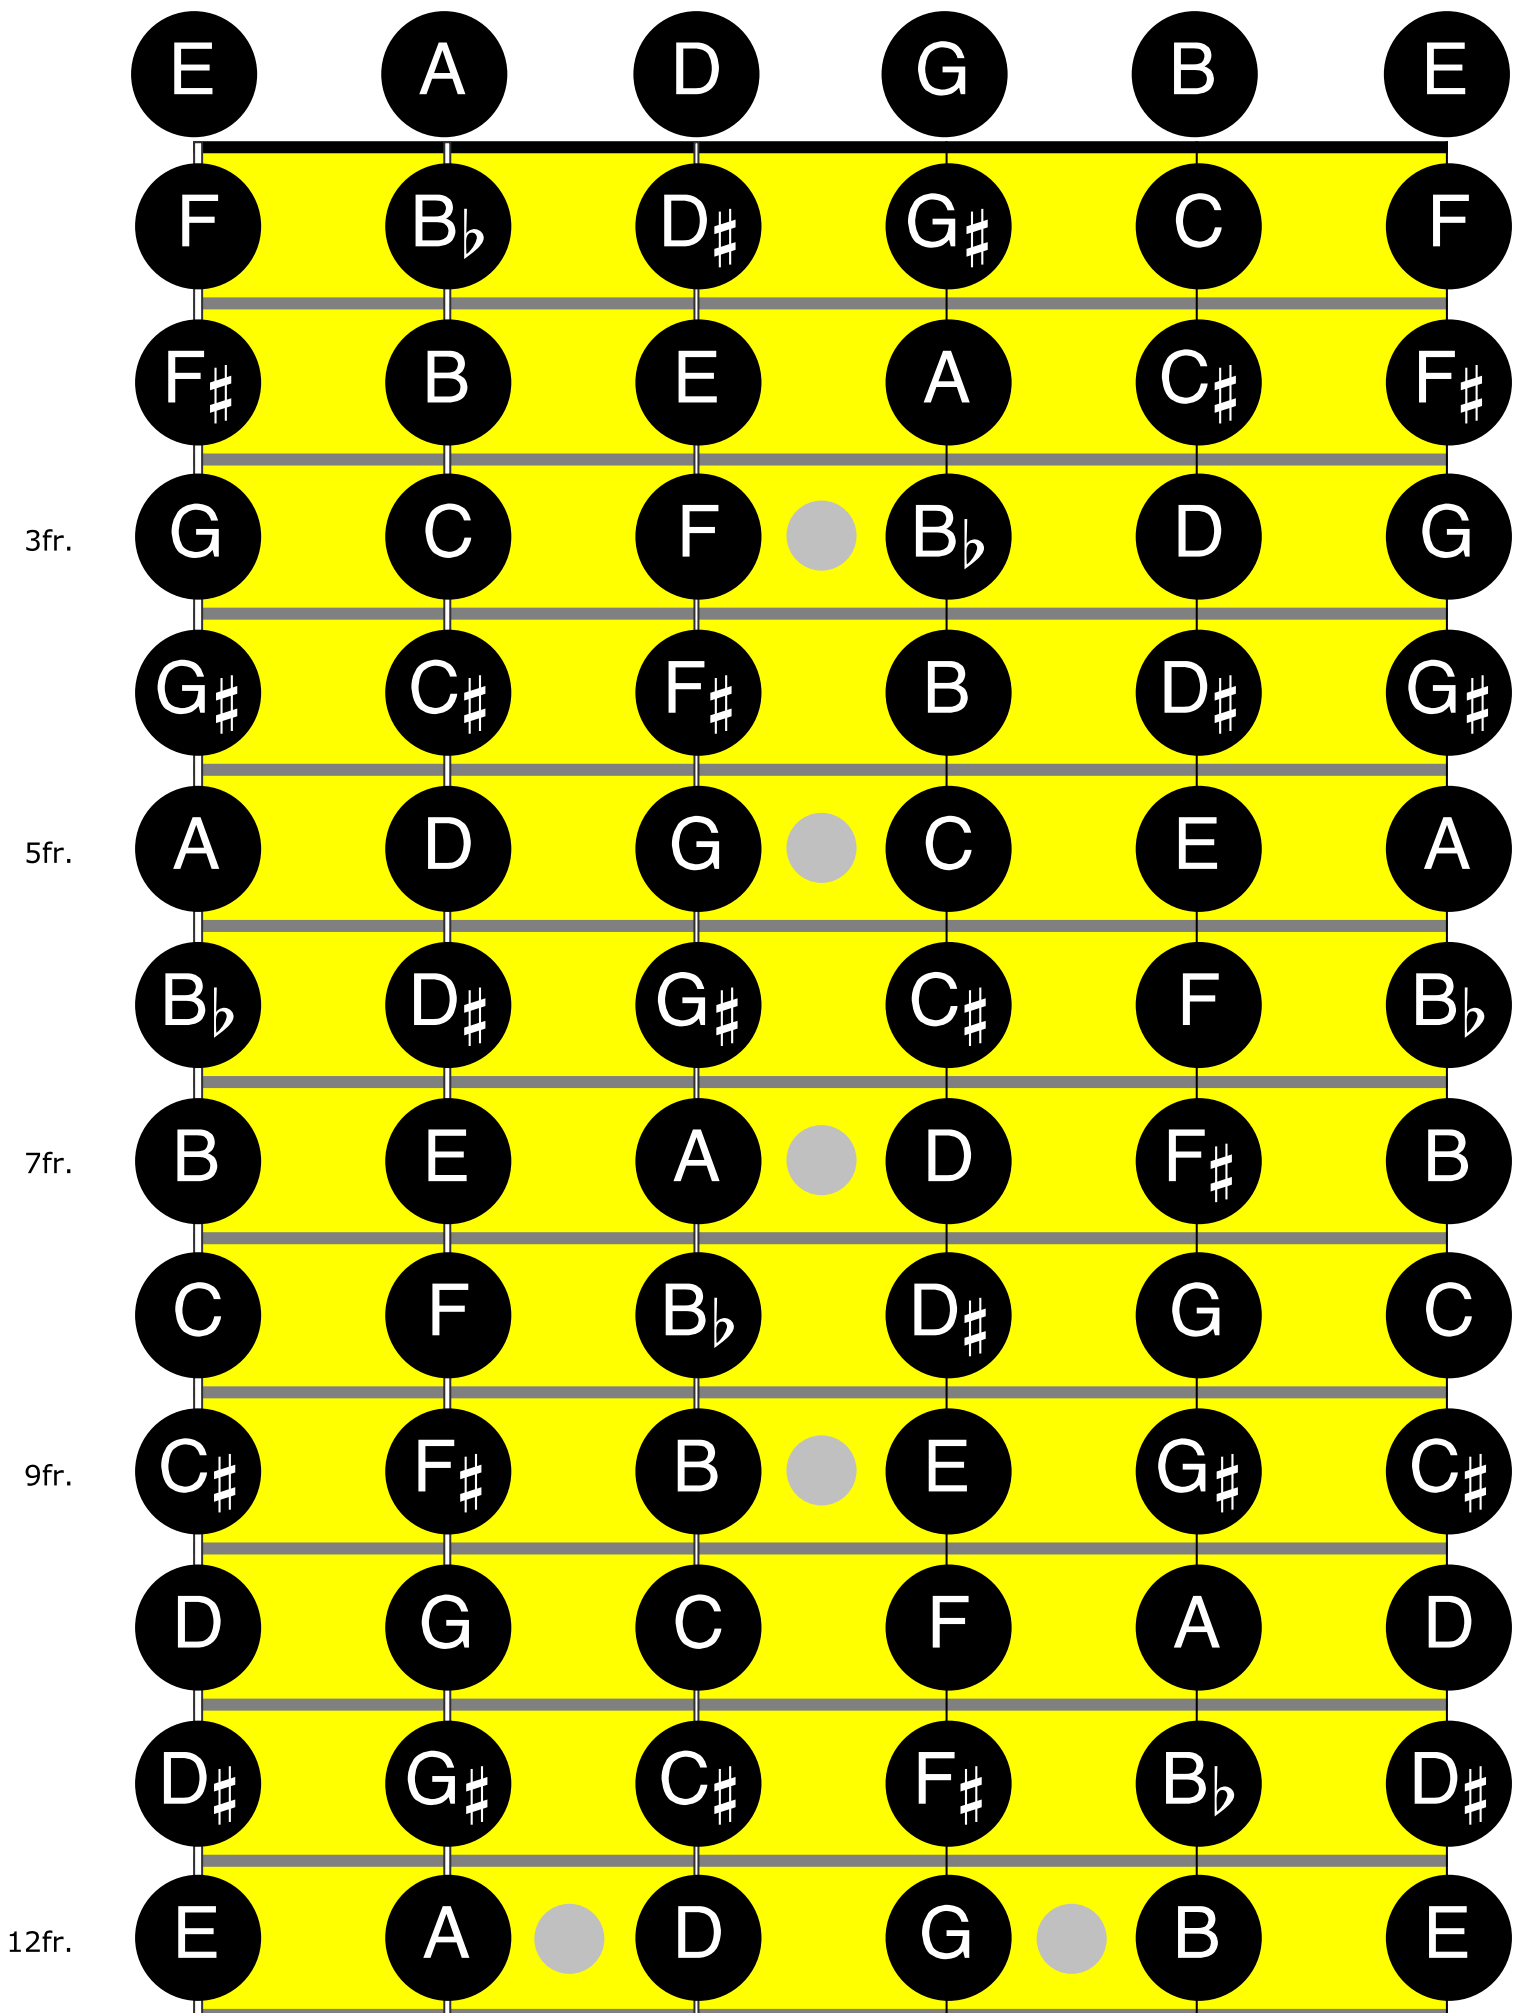 E A D G B E
F B♭ D♯ G♯ C F
F♯ B E A C♯ F♯
3fr. G C F B♭ D G
G♯ C♯ F♯ B D♯ G♯
5fr. A D G C E A
B♭ D♯ G♯ C♯ F B♭
7fr. B E A D F♯ B
C F B♭ D♯ G C
9fr. C♯ F♯ B E G♯ C♯
D G C F A D
D♯ G♯ C♯ F♯ B♭ D♯
12fr. E A D G B E